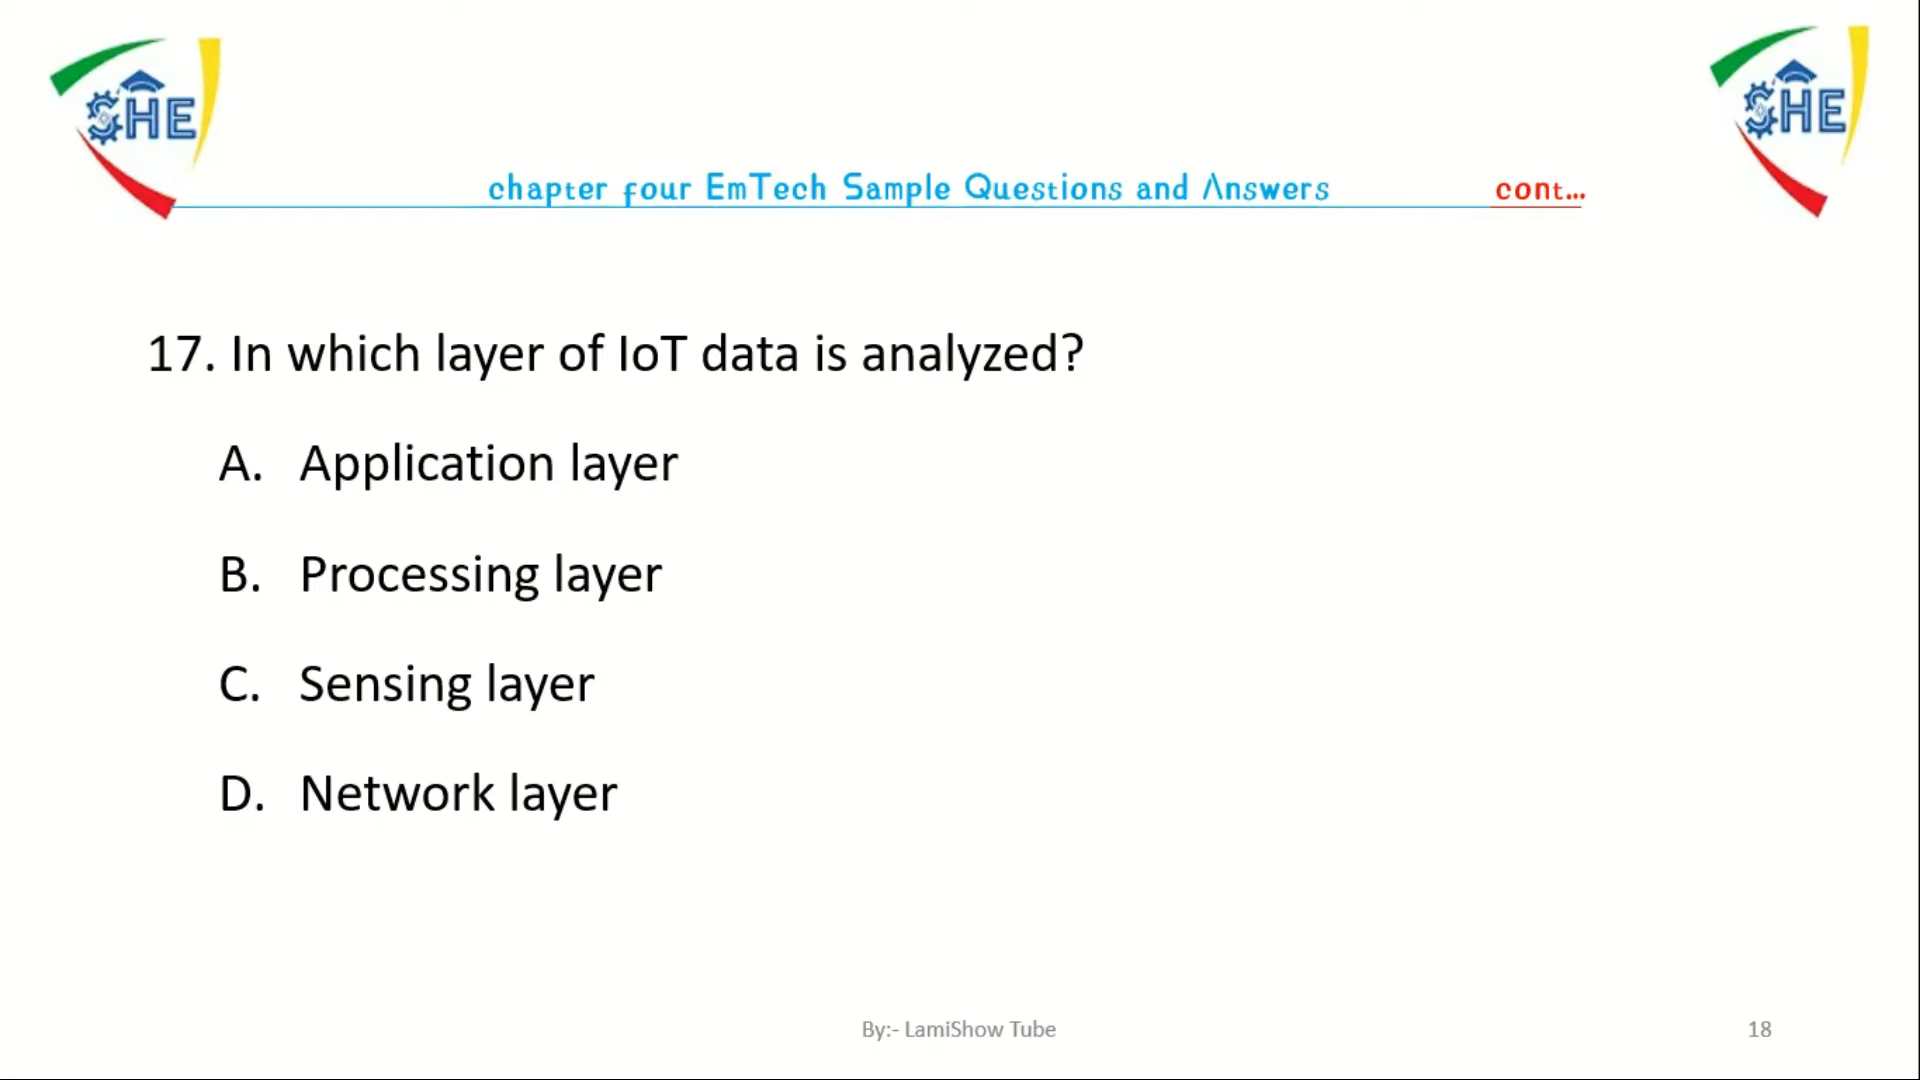 SHE
SHE
chapter four EmTech Sample Questions and Answers cont...
17. In which layer of IoT data is analyzed?
A. Application layer
B. Processing layer
C. Sensing layer
D. Network layer
By:- LamiShow Tube
18